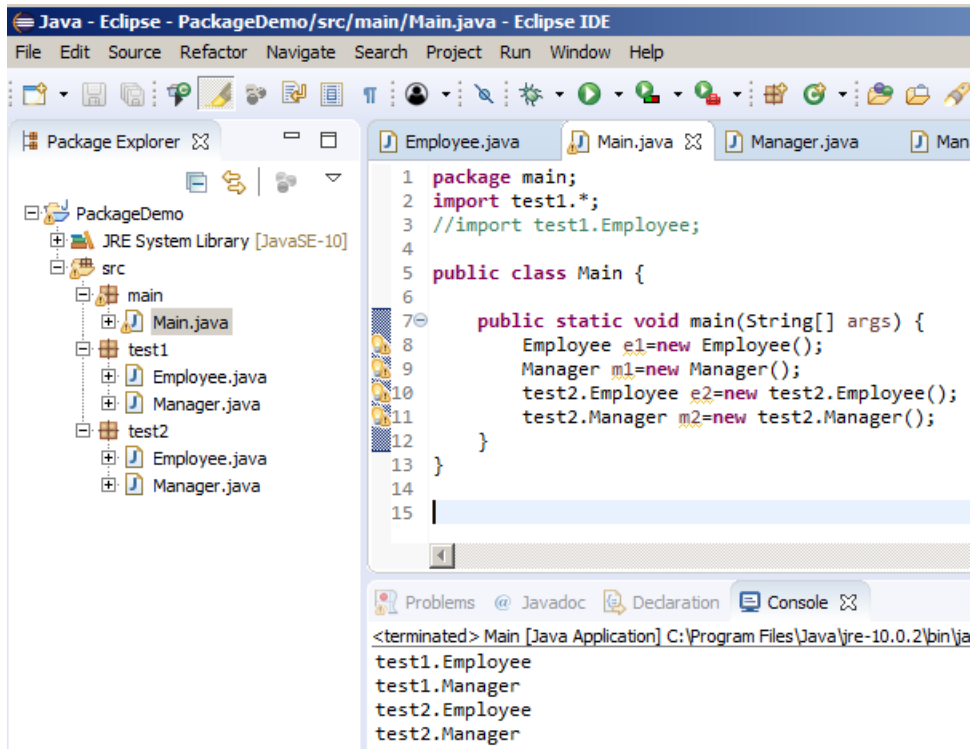 Java - Eclipse - PackageDemo/src/main/Main.java - Eclipse IDE
File Edit Source Refactor Navigate Search Project Run Window Help
Package Explorer
PackageDemo
JRE System Library [JavaSE-10]
src
main
Main.java
test1
Employee.java
Manager.java
test2
Employee.java
Manager.java
Employee.java Main.java Manager.java Man
1 package main;
2 import test1.*;
3 //import test1.Employee;
4
5 public class Main {
6
7 public static void main(String[] args) {
8 Employee e1=new Employee();
9 Manager m1=new Manager();
10 test2.Employee e2=new test2.Employee();
11 test2.Manager m2=new test2.Manager();
12 }
13 }
14
15
Problems @ Javadoc Declaration Console
<terminated> Main [Java Application] C:\Program Files\Java\jre-10.0.2\bin\ja
test1.Employee
test1.Manager
test2.Employee
test2.Manager